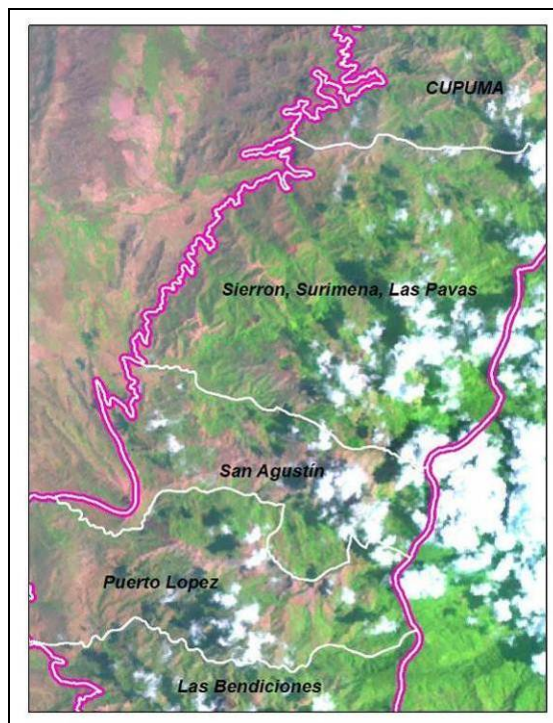 CUPUMA
Sierron, Surimena, Las Pavas
San Agustín
Puerto Lopez
Las Bendiciones